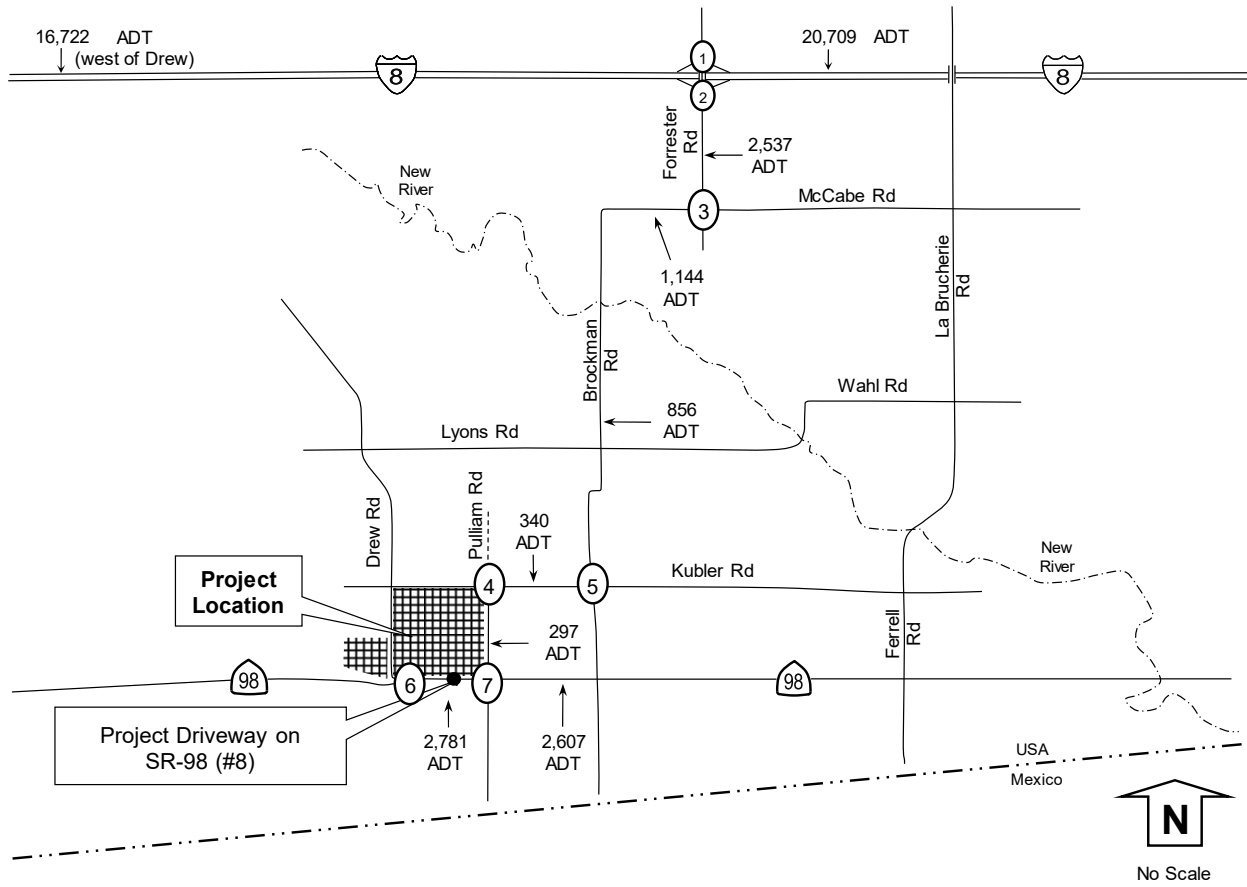 16,722 ADT
(west of Drew)
20,709 ADT
8
8
1
2
Forrester
Rd
2,537
ADT
New
River
3
McCabe Rd
1,144
ADT
La Brucherie
Rd
Brockman
Rd
Wahl Rd
856
ADT
Lyons Rd
Drew Rd
Pulliam Rd
340
ADT
Project
Location
4
5
Kubler Rd
New
River
297
ADT
Ferrell
Rd
98
6
7
98
Project Driveway on
SR-98 (#8)
2,781
ADT
2,607
ADT
USA
Mexico
N
No Scale